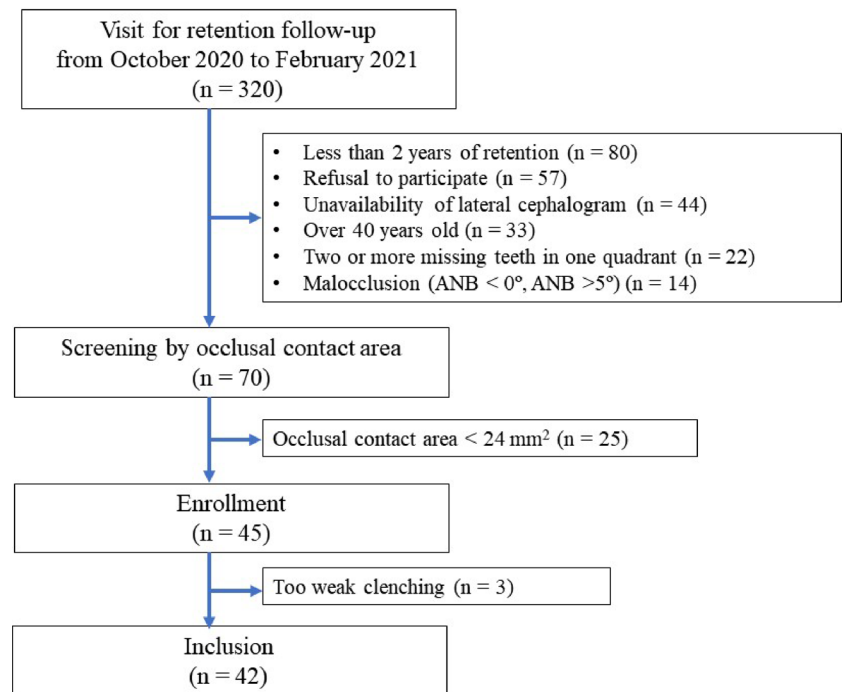 Visit for retention follow-up
from October 2020 to February 2021
(n = 320)
• Less than 2 years of retention (n = 80)
• Refusal to participate (n = 57)
• Unavailability of lateral cephalogram (n = 44)
• Over 40 years old (n = 33)
• Two or more missing teeth in one quadrant (n = 22)
• Malocclusion (ANB < 0º, ANB >5º) (n = 14)
Screening by occlusal contact area
(n = 70)
Occlusal contact area < 24 mm² (n = 25)
Enrollment
(n = 45)
Too weak clenching (n = 3)
Inclusion
(n = 42)